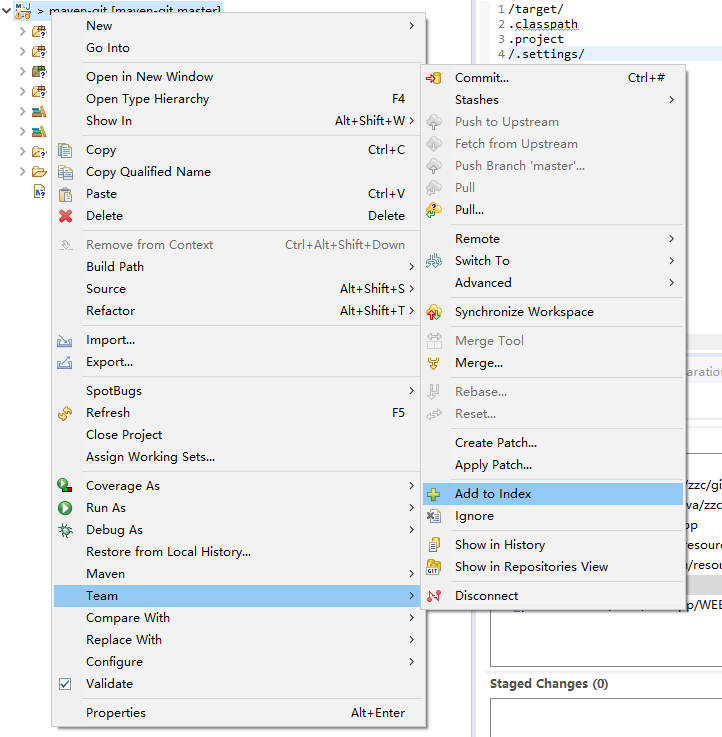 > maven-git [maven-git master]
New
Go Into
Open in New Window
Open Type Hierarchy F4
Show In Alt+Shift+W
Copy Ctrl+C
Copy Qualified Name
Paste Ctrl+V
Delete Delete
Remove from Context Ctrl+Alt+Shift+Down
Build Path
Source Alt+Shift+S
Refactor Alt+Shift+T
Import...
Export...
SpotBugs
Refresh F5
Close Project
Assign Working Sets...
Coverage As
Run As
Debug As
Restore from Local History...
Maven
Team
Compare With
Replace With
Configure
Validate
Properties Alt+Enter
1 /target/
2 .classpath
3 .project
4 /.settings/
Commit... Ctrl+#
Stashes
Push to Upstream
Fetch from Upstream
Push Branch 'master'...
Pull
Pull...
Remote
Switch To
Advanced
Synchronize Workspace
Merge Tool
Merge...
Rebase...
Reset...
Create Patch...
Apply Patch...
Add to Index
Ignore
Show in History
GIT Show in Repositories View
Disconnect
aration
/zzc/gi
va/zzc
pp
resource
/resou
pp/WEB
Staged Changes (0)